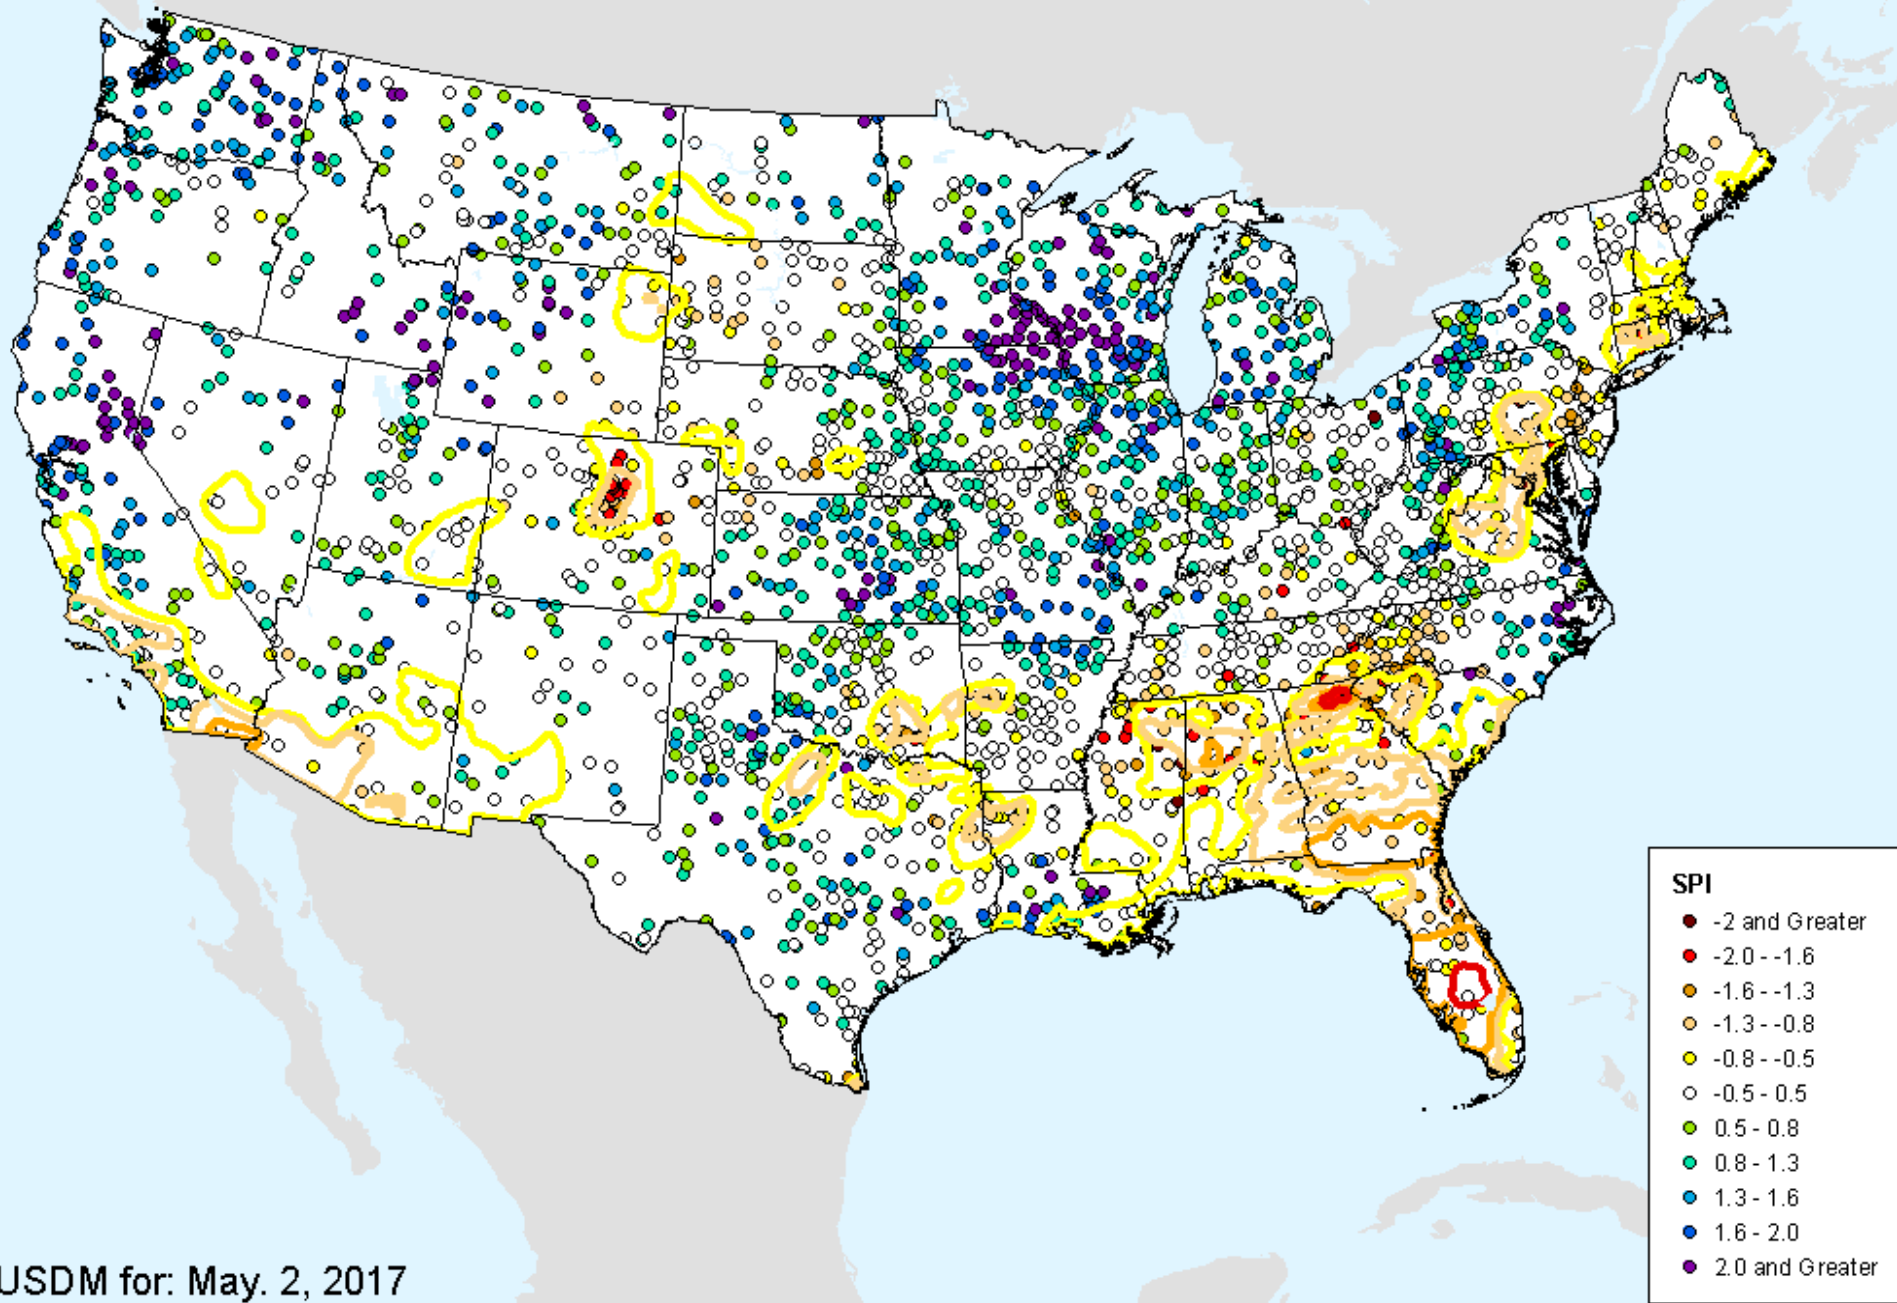 SPI
-2 and Greater
-2.0 - -1.6
-1.6 - -1.3
-1.3 - -0.8
-0.8 - -0.5
-0.5 - 0.5
0.5 - 0.8
0.8 - 1.3
1.3 - 1.6
1.6 - 2.0
2.0 and Greater
USDM for: May. 2, 2017